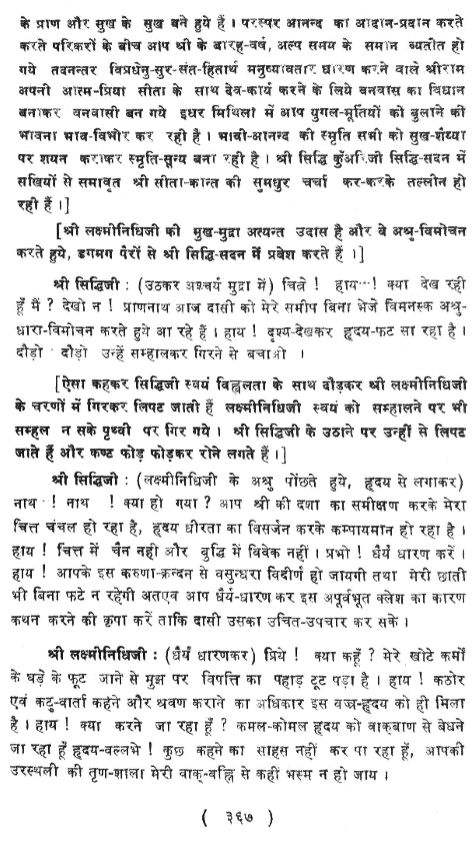 के प्राण और सुख के सुख बने हुये हैं । परस्पर आनन्द का आदान-प्रदान करते
करते परिकरों के बीच आप श्री के बारह-वर्ष, अल्प समय के समान व्यतीत हो
गये तदनन्तर विप्रधेनु-सुर-संत-हितार्थ मनुष्यावतार धारण करने वाले श्रीराम
अपनी आत्म-प्रिया सीता के साथ देव-कार्य करने के लिये वनवास का विधान
बनाकर वनवासी बन गये इधर मिथिला में आप युगल-मूर्तियों को बुलाने की
भावना भाव-विभोर कर रही है । भावी-आनन्द की स्मृति सभी को सुख-शैय्या
पर शयन कराकर स्मृति-शून्य बना रही है । श्री सिद्धि कुँअरिजी सिद्धि-सदन में
सखियों से समावृत श्री सीता-कान्त की सुमधुर चर्चा कर-करके तल्लीन हो
रही हैं ।]
[श्री लक्ष्मीनिधिजी की मुख-मुद्रा अत्यन्त उदास है और वे अश्रु-विमोचन
करते हुये, डगमग पैरों से श्री सिद्धि-सदन में प्रवेश करते हैं ।]
श्री सिद्धिजी : (उठकर अश्चर्य मुद्रा में) चित्रे ! हाय···! क्या देख रही
हूँ मैं ? देखो न ! प्राणनाथ आज दासी को मेरे समीप बिना भेजे विमनस्क अश्रु-
धारा-विमोचन करते हुये आ रहे हैं । हाय ! दृश्य-देखकर हृदय-फट सा रहा है ।
दौड़ो दौड़ो उन्हें सम्हालकर गिरने से बचाओ ।
[ऐसा कहकर सिद्धिजी स्वयं विह्वलता के साथ दौड़कर श्री लक्ष्मीनिधिजी
के चरणों में गिरकर लिपट जाती हैं लक्ष्मीनिधिजी स्वयं को सम्हालने पर भी
सम्हल न सके पृथ्वी पर गिर गये । श्री सिद्धिजी के उठाने पर उन्हीं से लिपट
जाते हैं और कण्ठ फोड़ फोड़कर रोने लगते हैं ।]
श्री सिद्धिजी : (लक्ष्मीनिधिजी के अश्रु पोंछते हुये, हृदय से लगाकर)
नाथ ! नाथ ! क्या हो गया ? आप श्री की दशा का समीक्षण करके मेरा
चित्त चंचल हो रहा है, हृदय धीरता का विसर्जन करके कम्पायमान हो रहा है ।
हाय ! चित्त में चैन नहीं और बुद्धि में विवेक नहीं । प्रभो ! धैर्य धारण करें ।
हाय ! आपके इस करुणा-क्रन्दन से वसुन्धरा विदीर्ण हो जायगी तथा मेरी छाती
भी बिना फटे न रहेगी अतएव आप धैर्य-धारण कर इस अपूर्वभूत क्लेश का कारण
कथन करने की कृपा करें ताकि दासी उसका उचित-उपचार कर सके ।
श्री लक्ष्मीनिधिजी : (धैर्य धारणकर) प्रिये ! क्या कहूँ ? मेरे खोटे कर्मों
के घड़े के फूट जाने से मुझ पर विपत्ति का पहाड़ टूट पड़ा है । हाय ! कठोर
एवं कटु-वार्ता कहने और श्रवण कराने का अधिकार इस वज्र-हृदय को ही मिला
है । हाय ! क्या करने जा रहा हूँ ? कमल-कोमल हृदय को वाक्बाण से बेधने
जा रहा हूँ हृदय-वल्लभे ! कुछ कहने का साहस नहीं कर पा रहा हूँ, आपकी
उरस्थली की तृण-शाला मेरी वाक्-वह्नि से कहीं भस्म न हो जाय ।
( ३६७ )